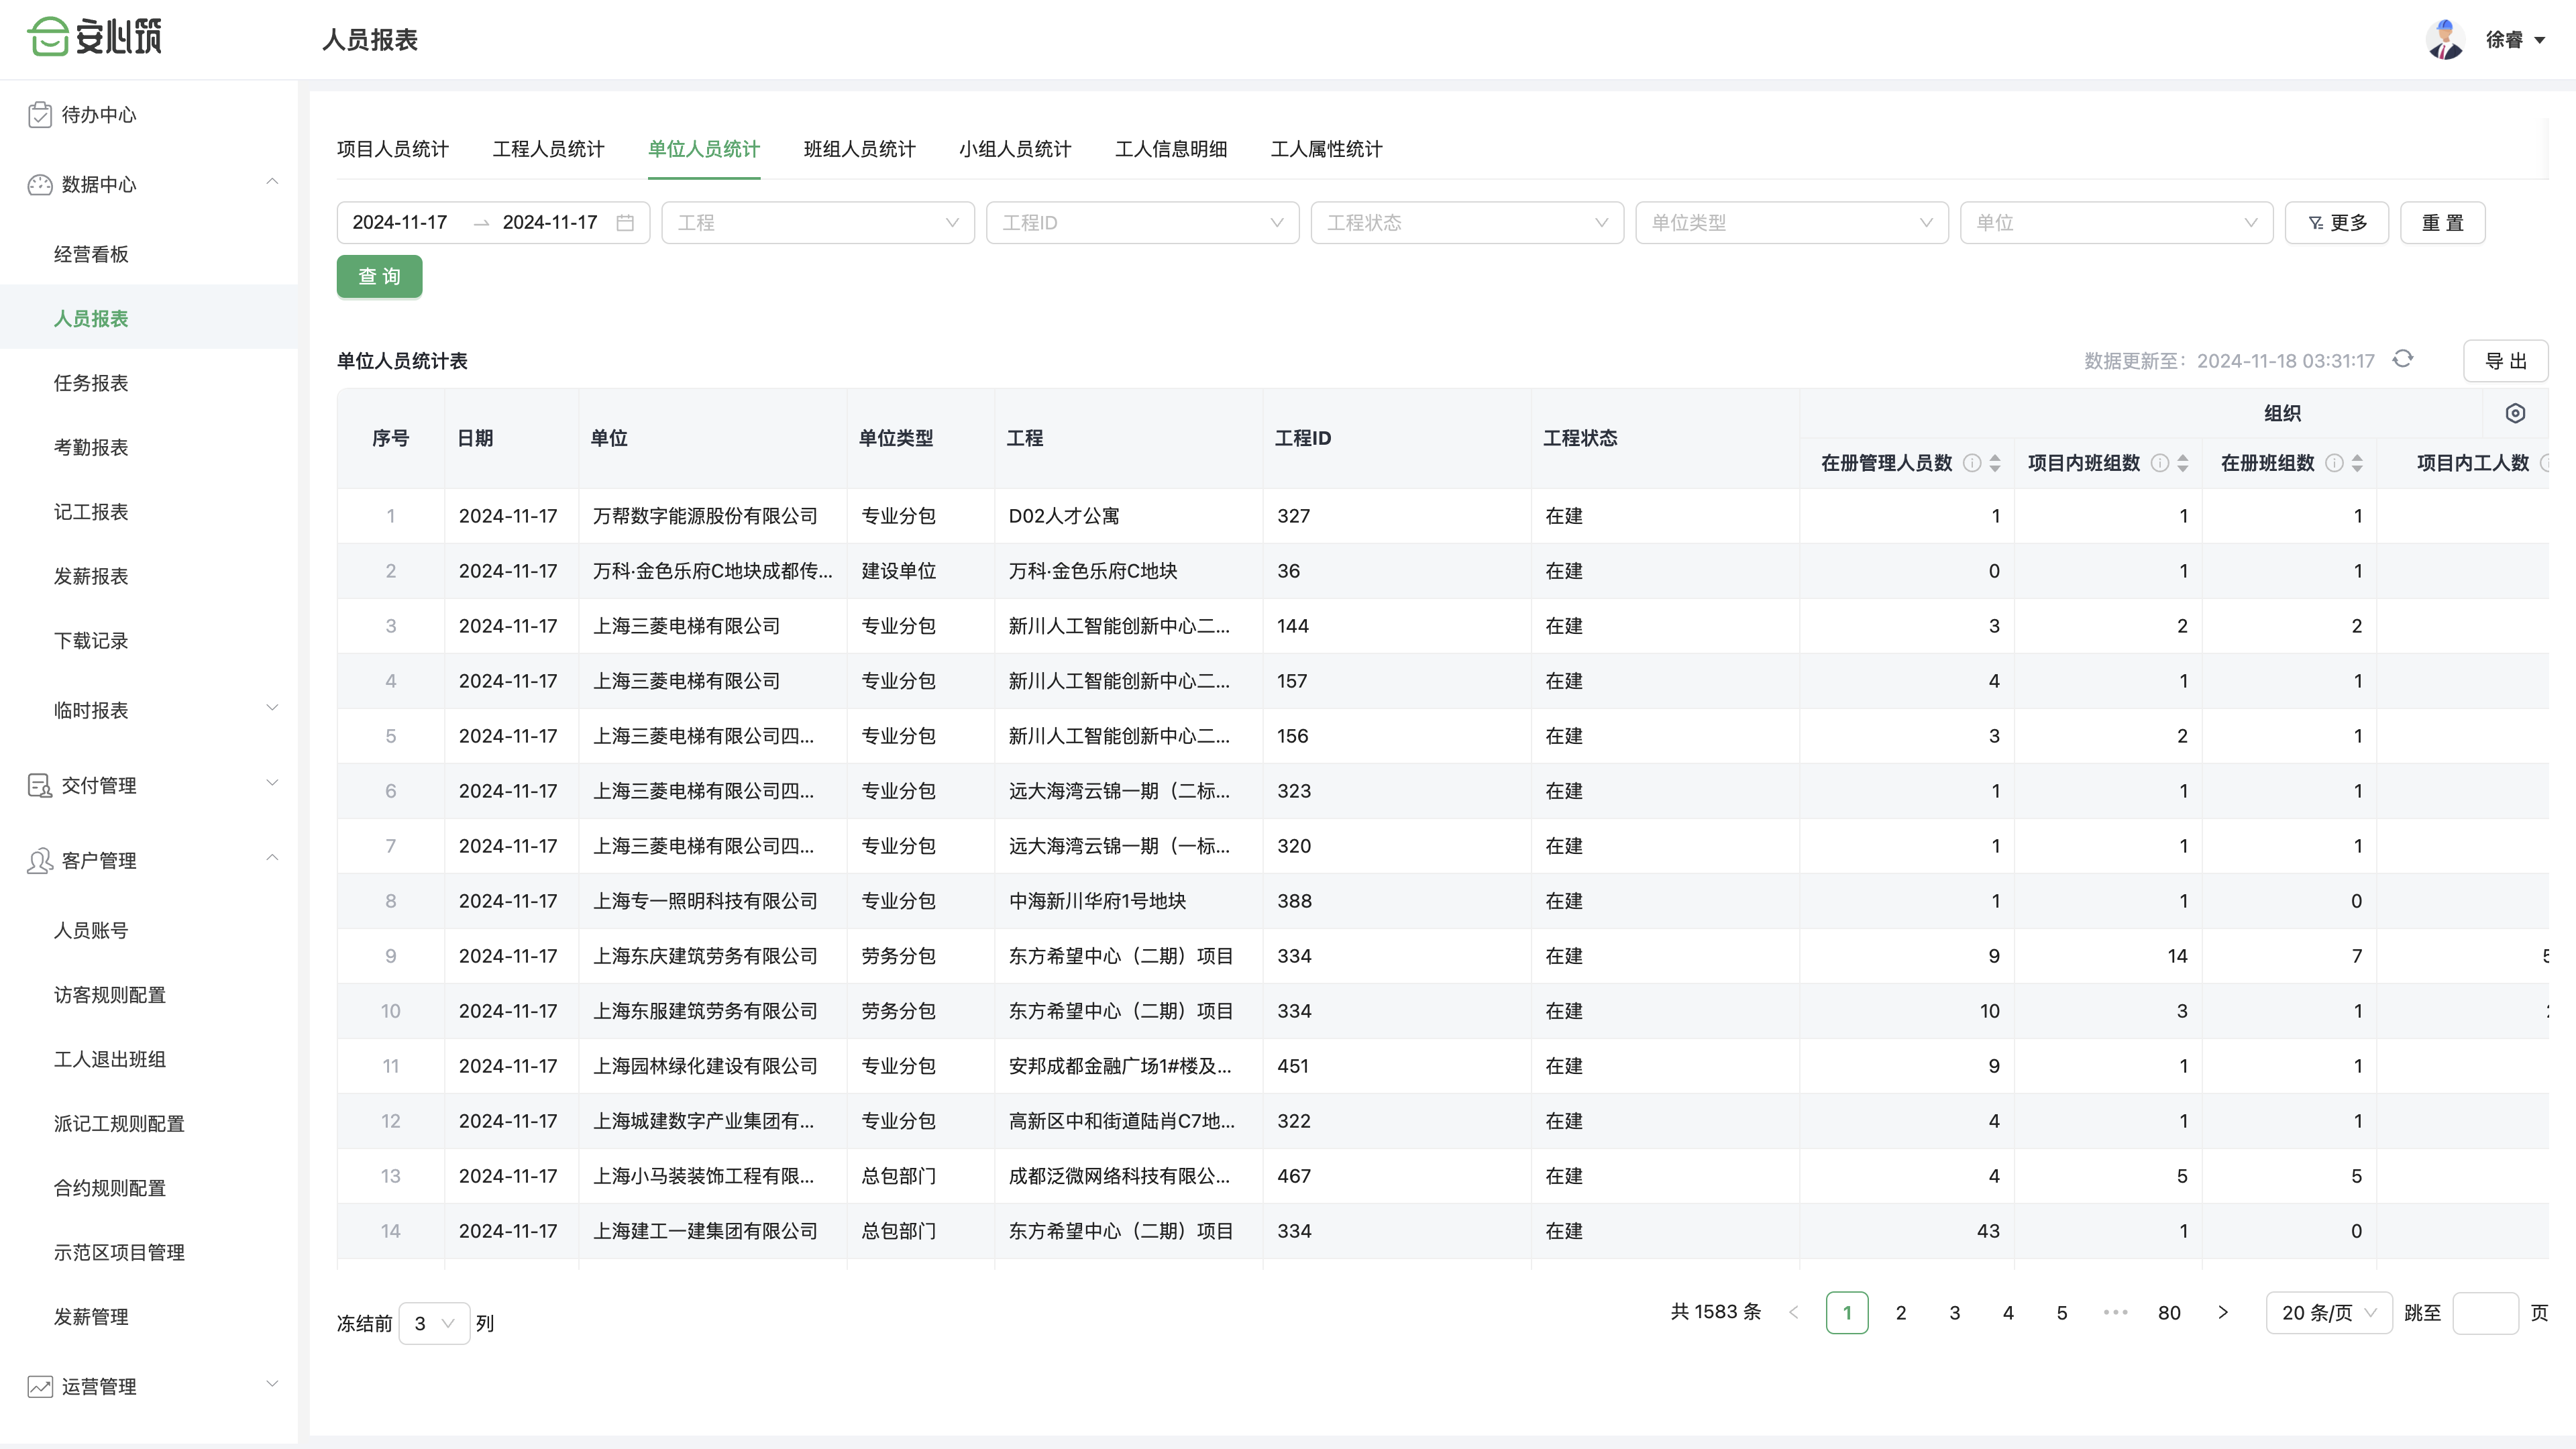 安心筑
人员报表
徐睿
待办中心
数据中心
经营看板
人员报表
任务报表
考勤报表
记工报表
发薪报表
下载记录
临时报表
交付管理
客户管理
人员账号
访客规则配置
工人退出班组
派记工规则配置
合约规则配置
示范区项目管理
发薪管理
运营管理
项目人员统计 工程人员统计 单位人员统计 班组人员统计 小组人员统计 工人信息明细 工人属性统计
2024-11-17 → 2024-11-17 工程 工程ID 工程状态 单位类型 单位 更多 重 置
查 询
单位人员统计表 数据更新至：2024-11-18 03:31:17 导 出
序号 日期 单位 单位类型 工程 工程ID 工程状态 组织
在册管理人员数 项目内班组数 在册班组数 项目内工人数
1 2024-11-17 万帮数字能源股份有限公司 专业分包 D02人才公寓 327 在建 1 1 1
2 2024-11-17 万科·金色乐府C地块成都传... 建设单位 万科·金色乐府C地块 36 在建 0 1 1
3 2024-11-17 上海三菱电梯有限公司 专业分包 新川人工智能创新中心二... 144 在建 3 2 2
4 2024-11-17 上海三菱电梯有限公司 专业分包 新川人工智能创新中心二... 157 在建 4 1 1
5 2024-11-17 上海三菱电梯有限公司四... 专业分包 新川人工智能创新中心二... 156 在建 3 2 1
6 2024-11-17 上海三菱电梯有限公司四... 专业分包 远大海湾云锦一期（二标... 323 在建 1 1 1
7 2024-11-17 上海三菱电梯有限公司四... 专业分包 远大海湾云锦一期（一标... 320 在建 1 1 1
8 2024-11-17 上海专一照明科技有限公司 专业分包 中海新川华府1号地块 388 在建 1 1 0
9 2024-11-17 上海东庆建筑劳务有限公司 劳务分包 东方希望中心（二期）项目 334 在建 9 14 7
10 2024-11-17 上海东服建筑劳务有限公司 劳务分包 东方希望中心（二期）项目 334 在建 10 3 1
11 2024-11-17 上海园林绿化建设有限公司 专业分包 安邦成都金融广场1#楼及... 451 在建 9 1 1
12 2024-11-17 上海城建数字产业集团有... 专业分包 高新区中和街道陆肖C7地... 322 在建 4 1 1
13 2024-11-17 上海小马装装饰工程有限... 总包部门 成都泛微网络科技有限公... 467 在建 4 5 5
14 2024-11-17 上海建工一建集团有限公司 总包部门 东方希望中心（二期）项目 334 在建 43 1 0
冻结前 3 列 共 1583 条 < 1 2 3 4 5 ••• 80 > 20 条/页 跳至 页